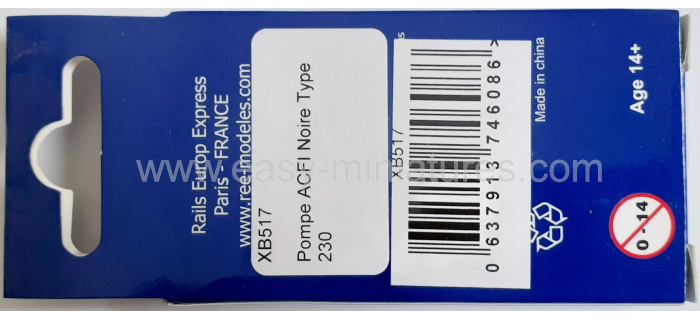 Rails Europ Express
Paris - FRANCE
www.ree-modeles.com
XB517
Pompe ACFI Noire Type
230
XB517
0 637913 746086 >
Made in china
Age 14+
0 - 14
www.easy-miniatures.com